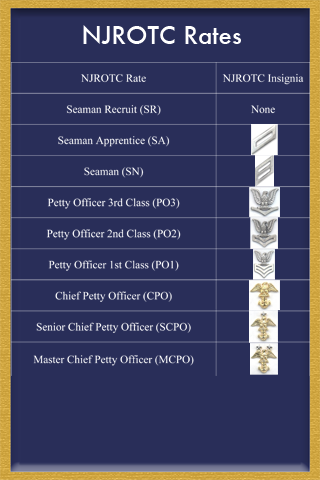 NJROTC Rates
NJROTC Rate NJROTC Insignia
Seaman Recruit (SR) None
Seaman Apprentice (SA)
Seaman (SN)
Petty Officer 3rd Class (PO3)
Petty Officer 2nd Class (PO2)
Petty Officer 1st Class (PO1)
Chief Petty Officer (CPO)
Senior Chief Petty Officer (SCPO)
Master Chief Petty Officer (MCPO)